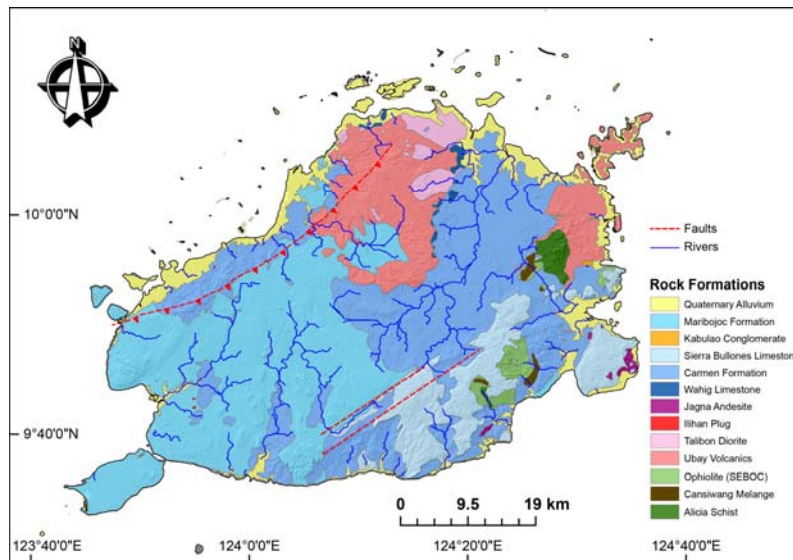 N
10°0'0"N
9°40'0"N
Faults
Rivers
Rock Formations
Quaternary Alluvium
Maribojoc Formation
Kabulao Conglomerate
Sierra Bullones Limeston
Carmen Formation
Wahig Limestone
Jagna Andesite
Ilihan Plug
Talibon Diorite
Ubay Volcanics
Ophiolite (SEBOC)
Cansiwang Melange
Alicia Schist
0 9.5 19 km
123°40'0"E 124°0'0"E 124°20'0"E 124°40'0"E